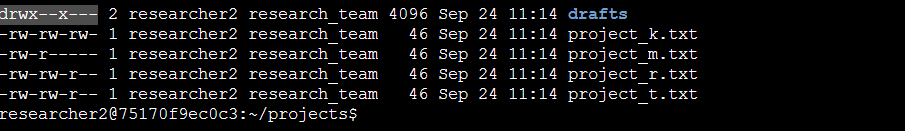 drwx--x--- 2 researcher2 research_team 4096 Sep 24 11:14 drafts
-rw-rw-rw- 1 researcher2 research_team   46 Sep 24 11:14 project_k.txt
-rw-r----- 1 researcher2 research_team   46 Sep 24 11:14 project_m.txt
-rw-rw-r-- 1 researcher2 research_team   46 Sep 24 11:14 project_r.txt
-rw-rw-r-- 1 researcher2 research_team   46 Sep 24 11:14 project_t.txt
researcher2@75170f9ec0c3:~/projects$